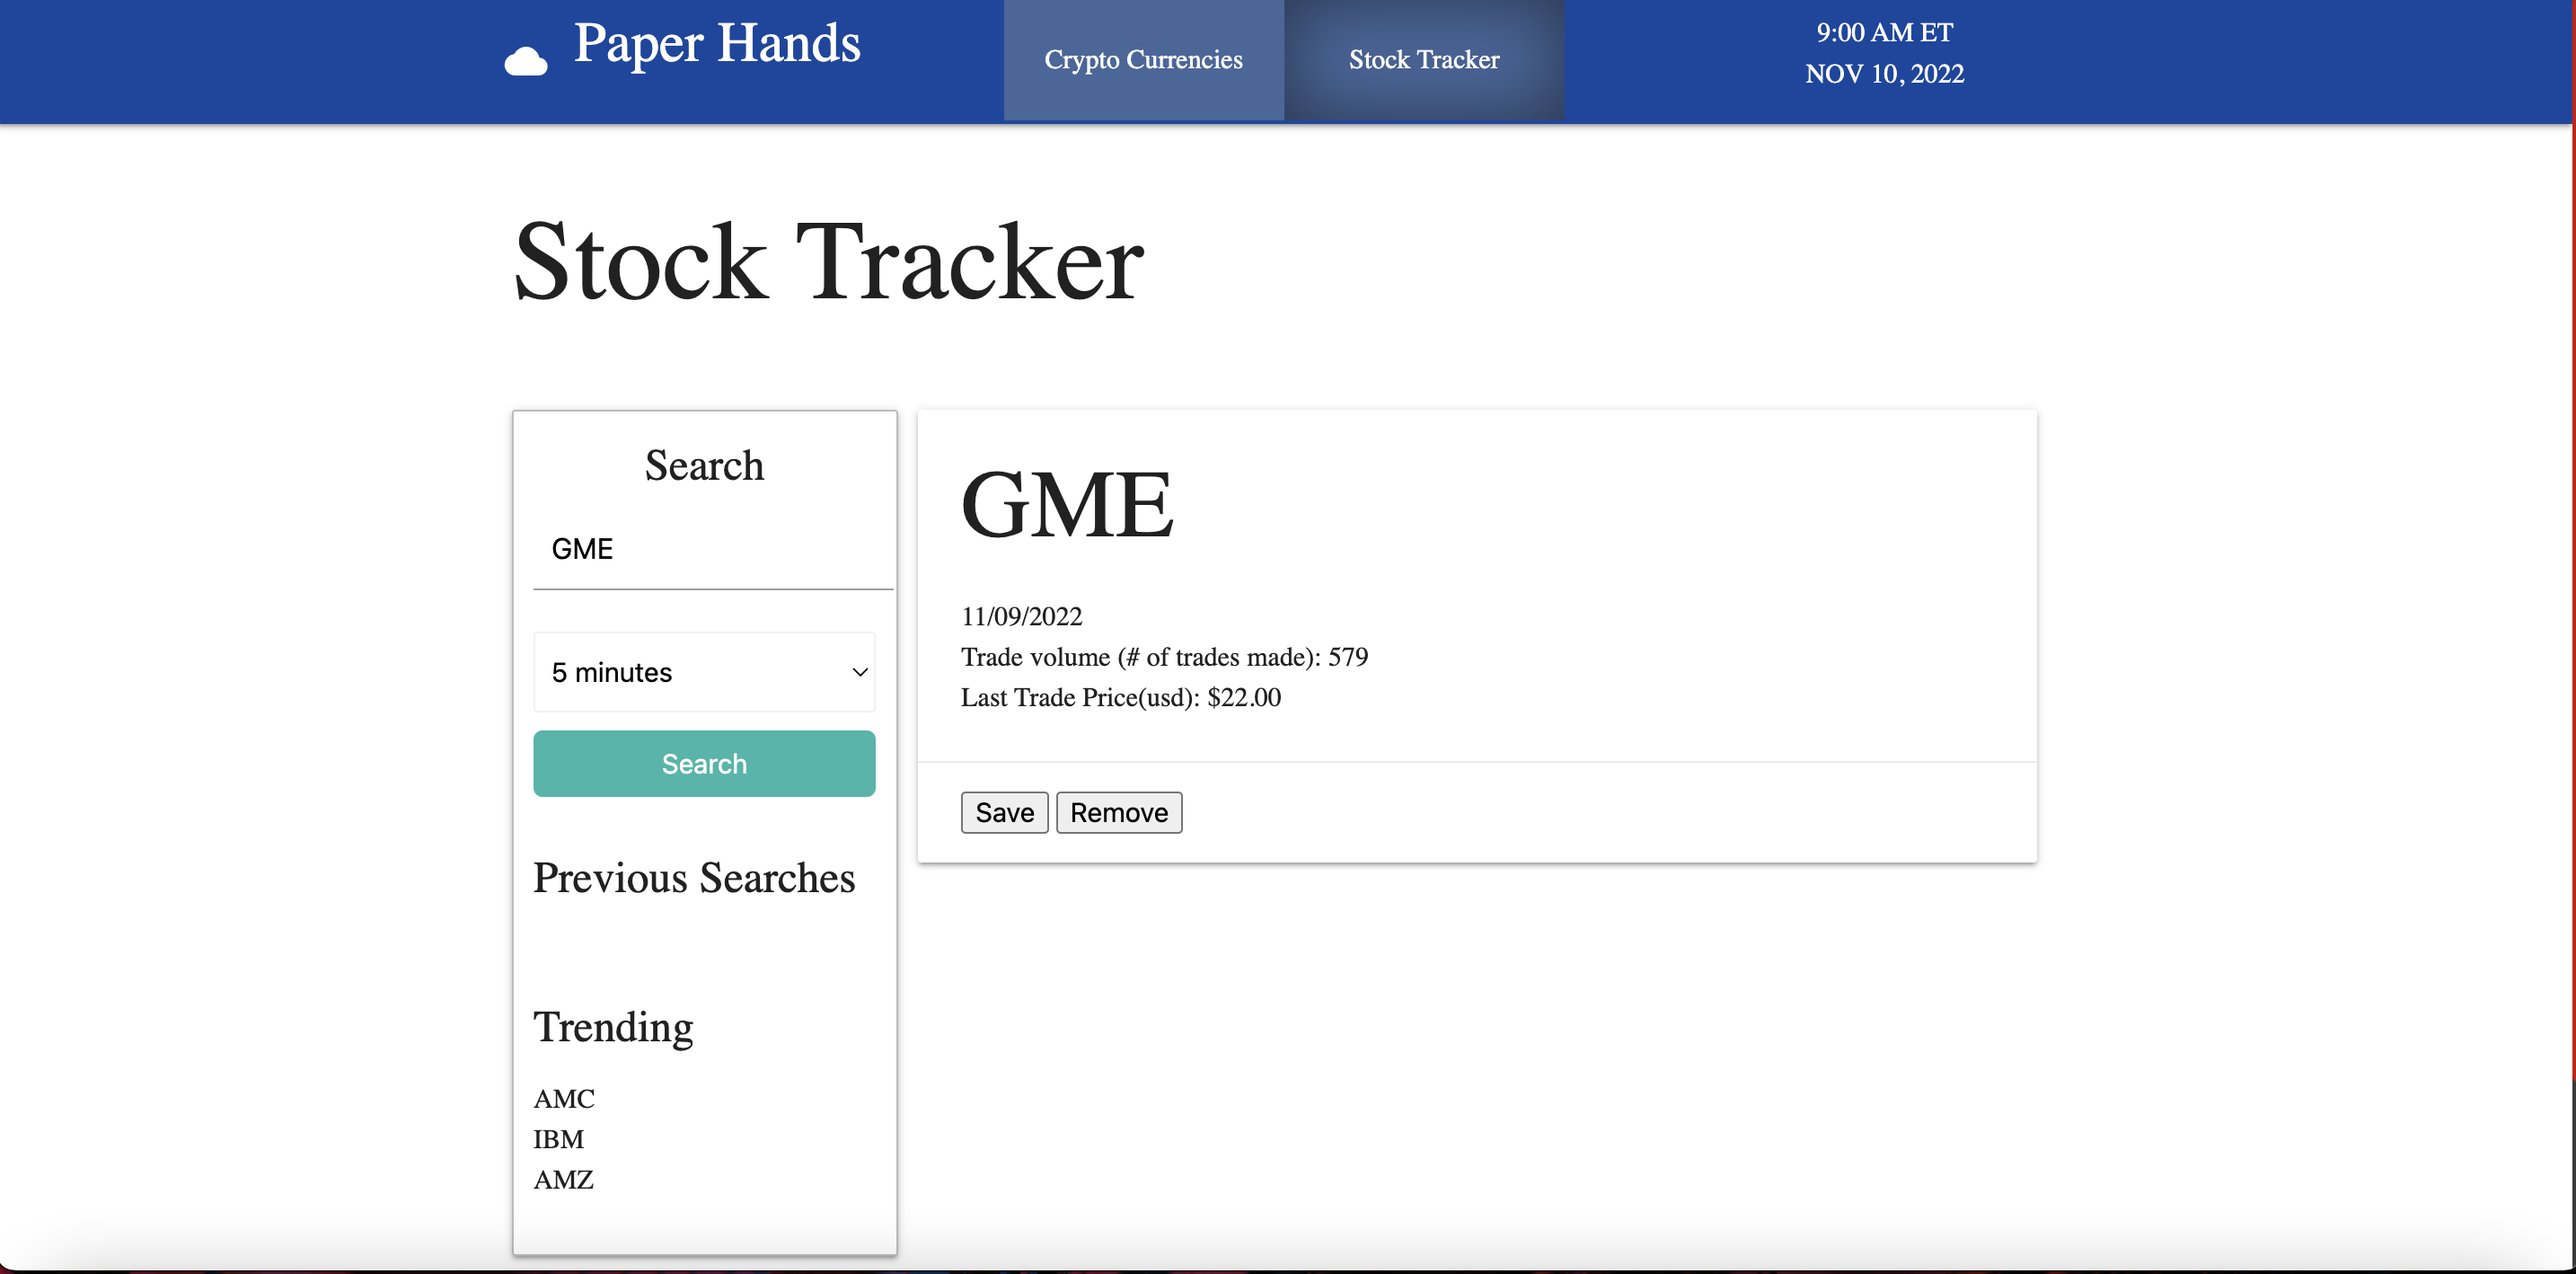 Paper Hands
Crypto Currencies
Stock Tracker
9:00 AM ET
NOV 10, 2022
Stock Tracker
Search
GME
5 minutes
Search
Previous Searches
Trending
AMC
IBM
AMZ
GME
11/09/2022
Trade volume (# of trades made): 579
Last Trade Price(usd): $22.00
Save
Remove